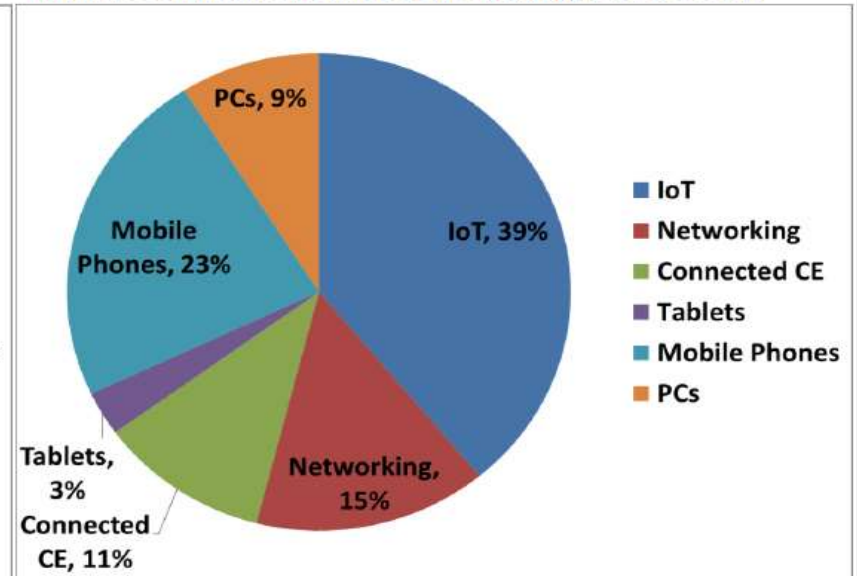 PCs, 9%
IoT, 39%
Mobile
Phones, 23%
Networking,
15%
Tablets,
3%
Connected
CE, 11%
IoT
Networking
Connected CE
Tablets
Mobile Phones
PCs